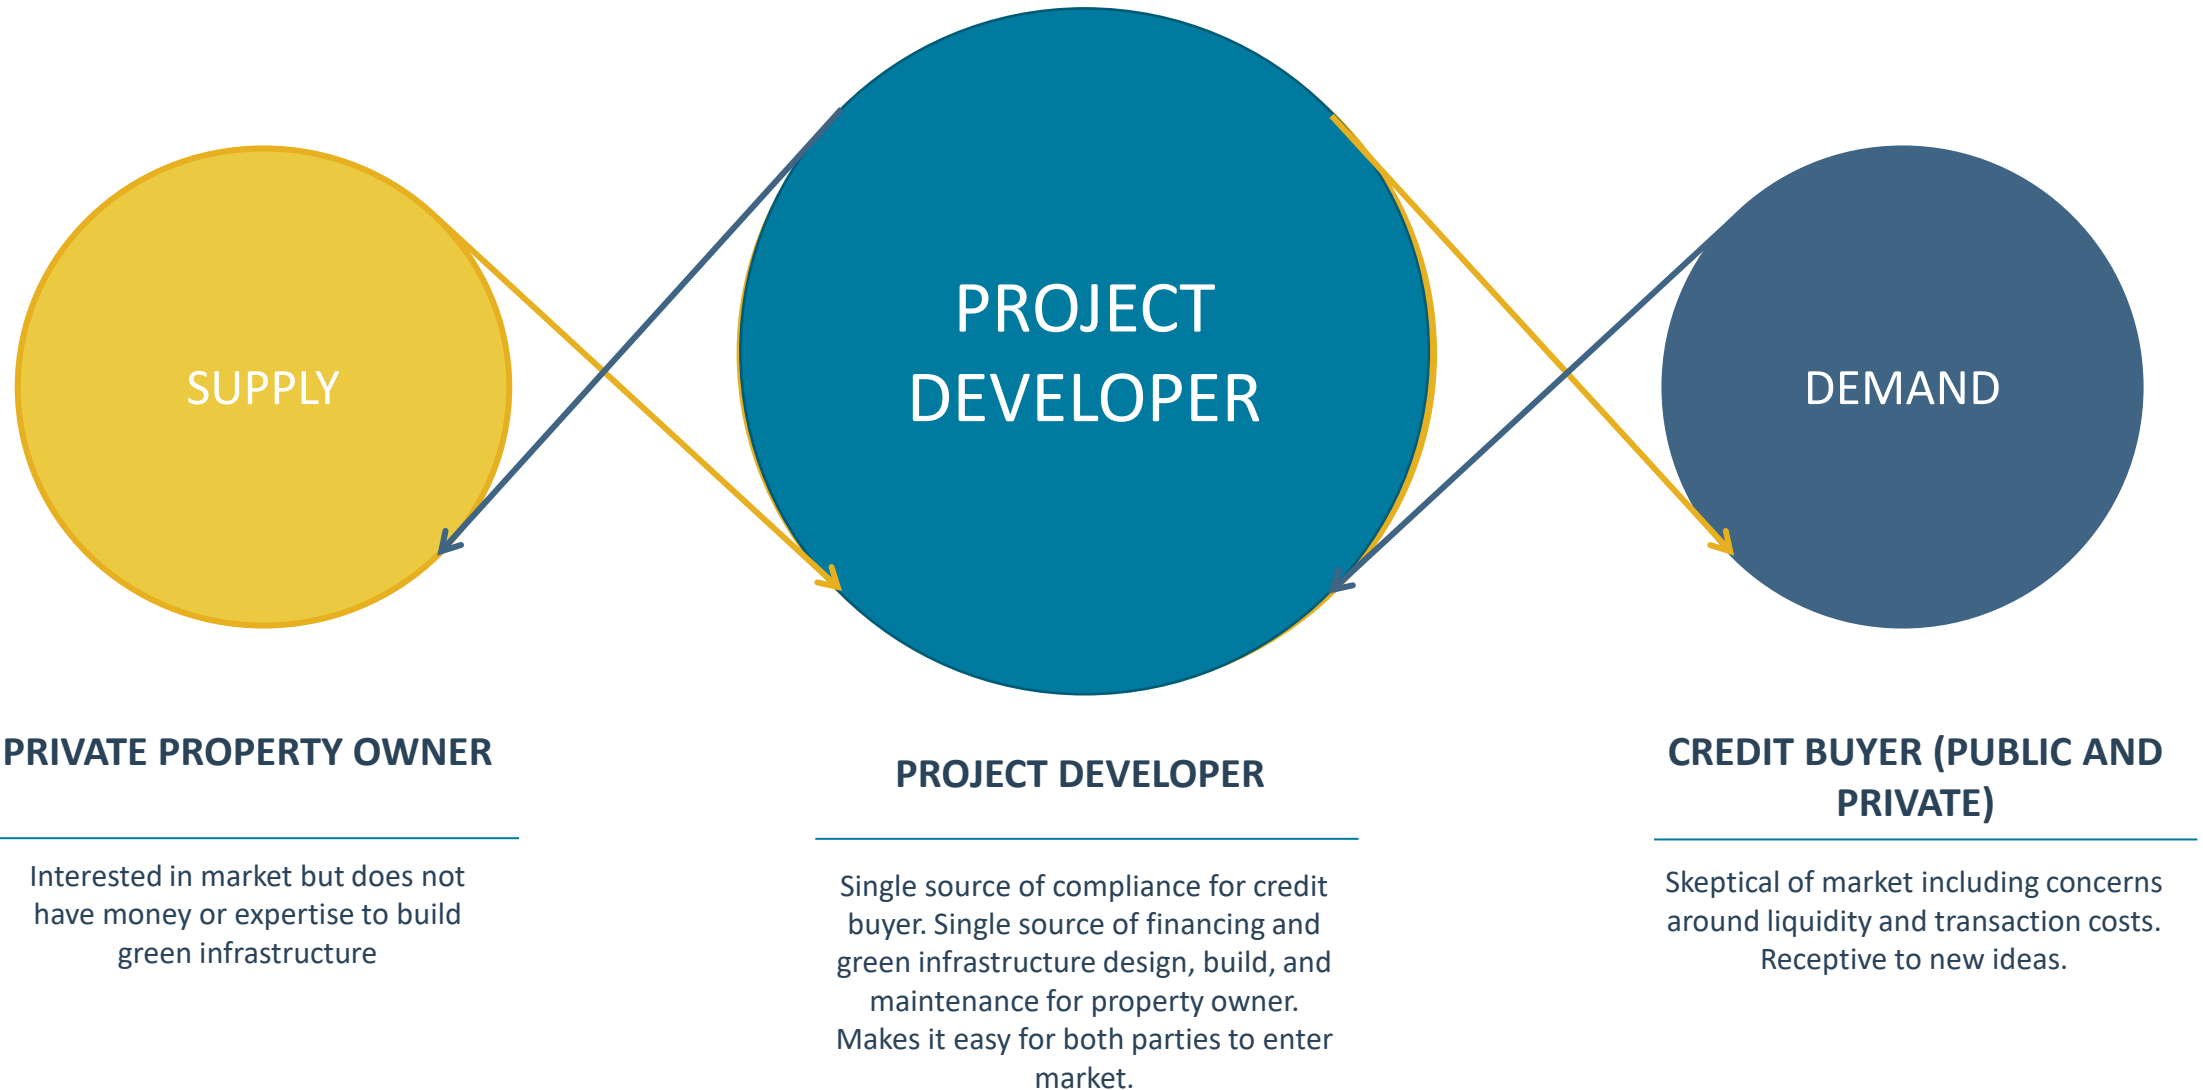 SUPPLY
PROJECT
DEVELOPER
DEMAND
PRIVATE PROPERTY OWNER
Interested in market but does not
have money or expertise to build
green infrastructure
PROJECT DEVELOPER
Single source of compliance for credit
buyer. Single source of financing and
green infrastructure design, build, and
maintenance for property owner.
Makes it easy for both parties to enter
market.
CREDIT BUYER (PUBLIC AND
PRIVATE)
Skeptical of market including concerns
around liquidity and transaction costs.
Receptive to new ideas.